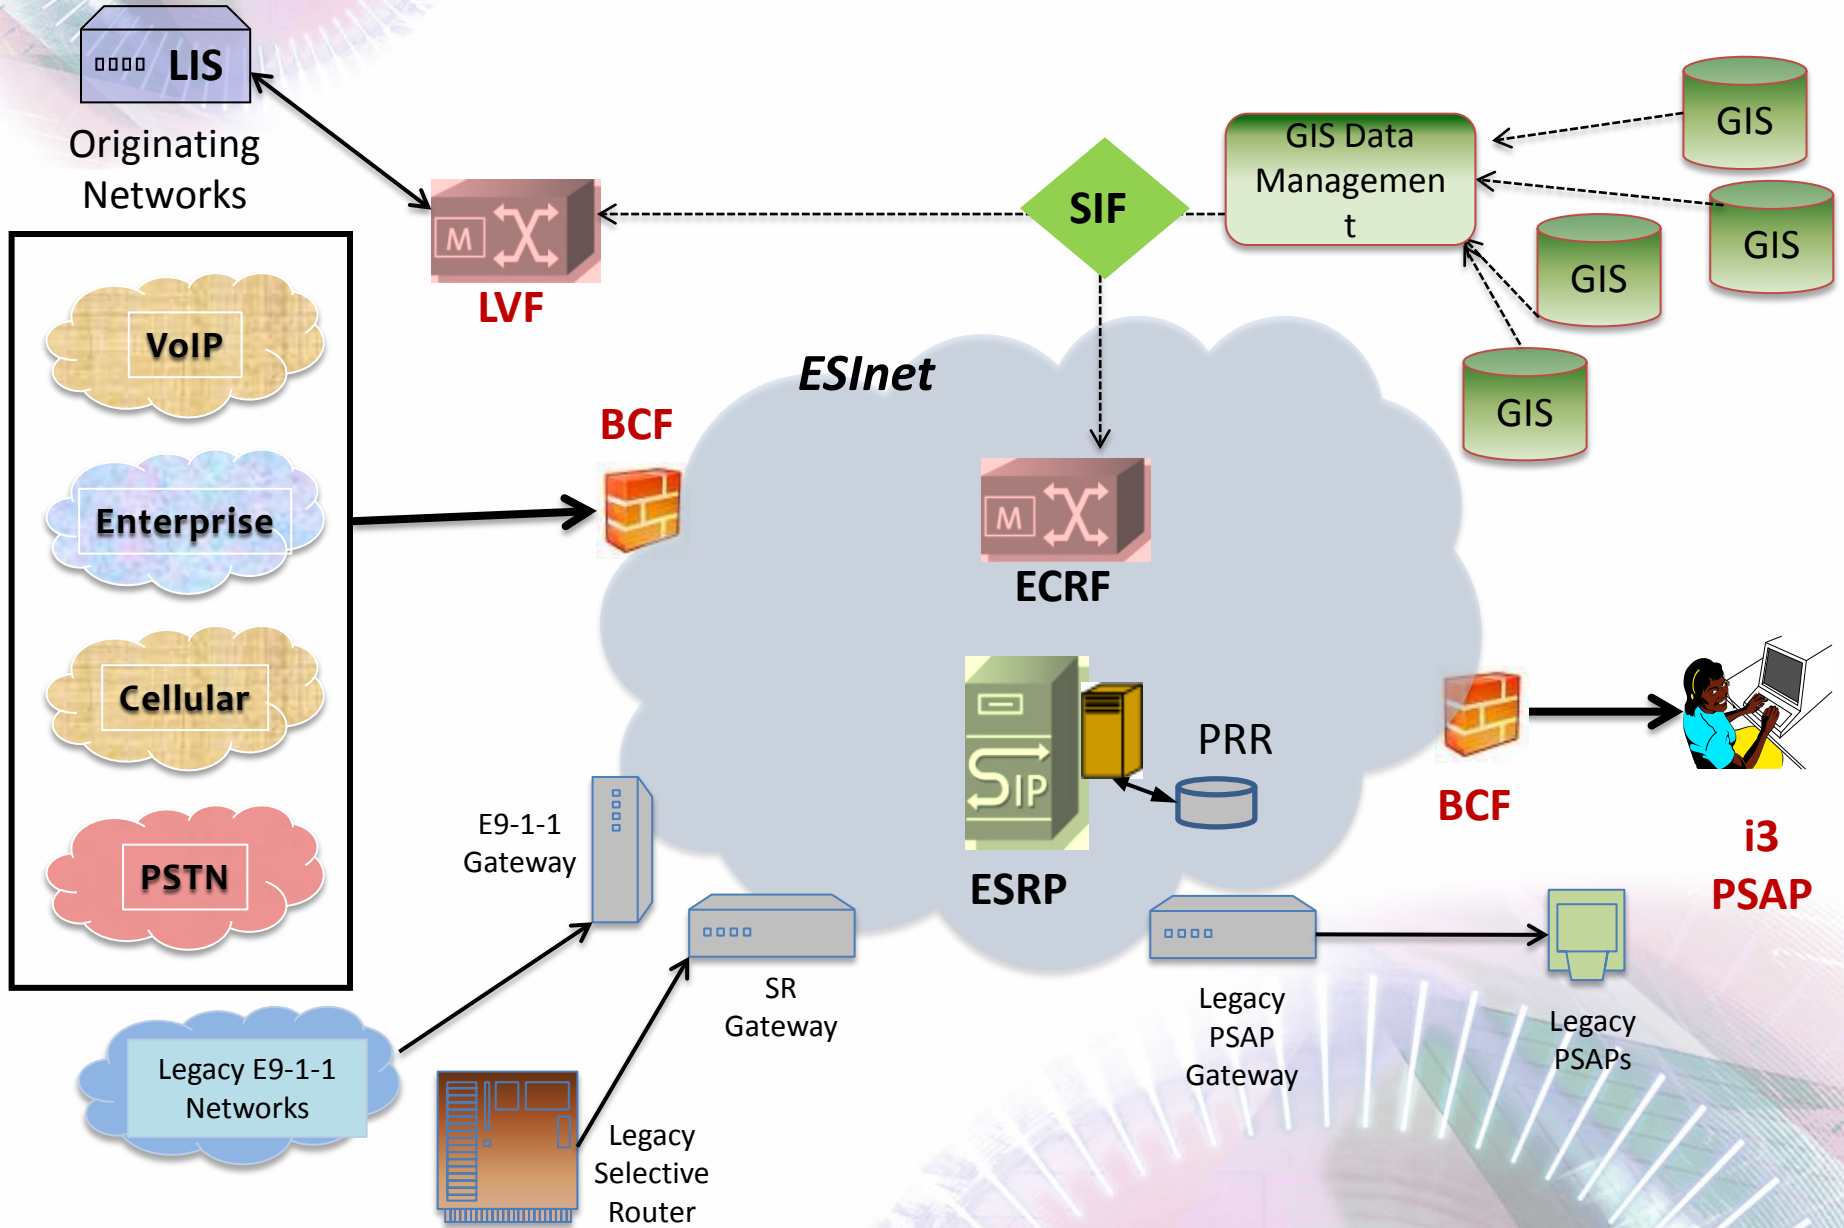 LIS
Originating
Networks
VoIP
Enterprise
Cellular
PSTN
Legacy E9-1-1
Networks
M
LVF
SIF
GIS Data
Managemen
t
GIS
GIS
GIS
GIS
ESInet
BCF
M
ECRF
SIP
ESRP
PRR
BCF
i3
PSAP
E9-1-1
Gateway
SR
Gateway
Legacy
Selective
Router
Legacy
PSAP
Gateway
Legacy
PSAPs